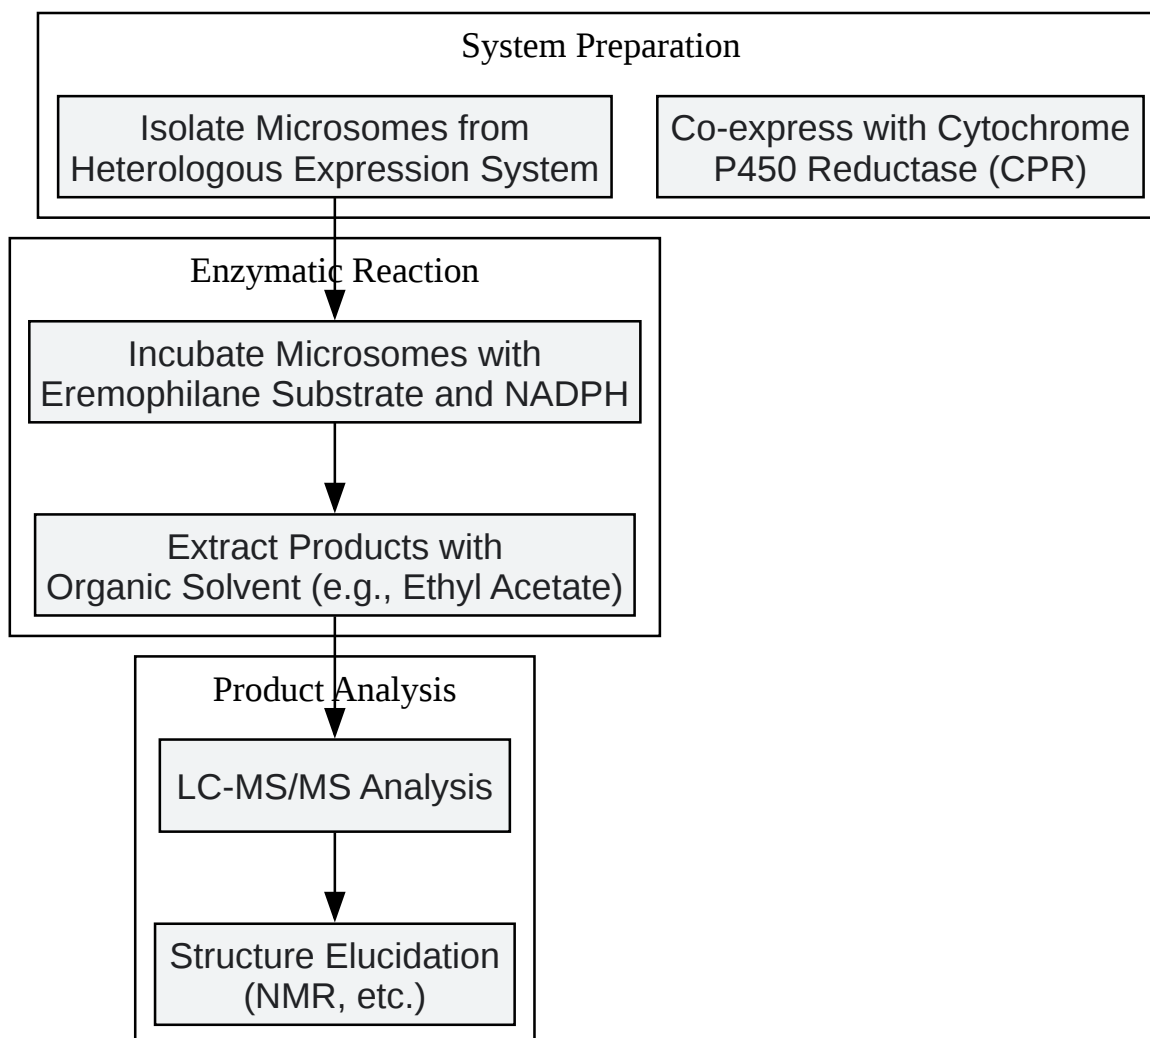 System Preparation
Isolate Microsomes from
Heterologous Expression System
Co-express with Cytochrome
P450 Reductase (CPR)
Enzymatic Reaction
Incubate Microsomes with
Eremophilane Substrate and NADPH
Extract Products with
Organic Solvent (e.g., Ethyl Acetate)
Product Analysis
LC-MS/MS Analysis
Structure Elucidation
(NMR, etc.)